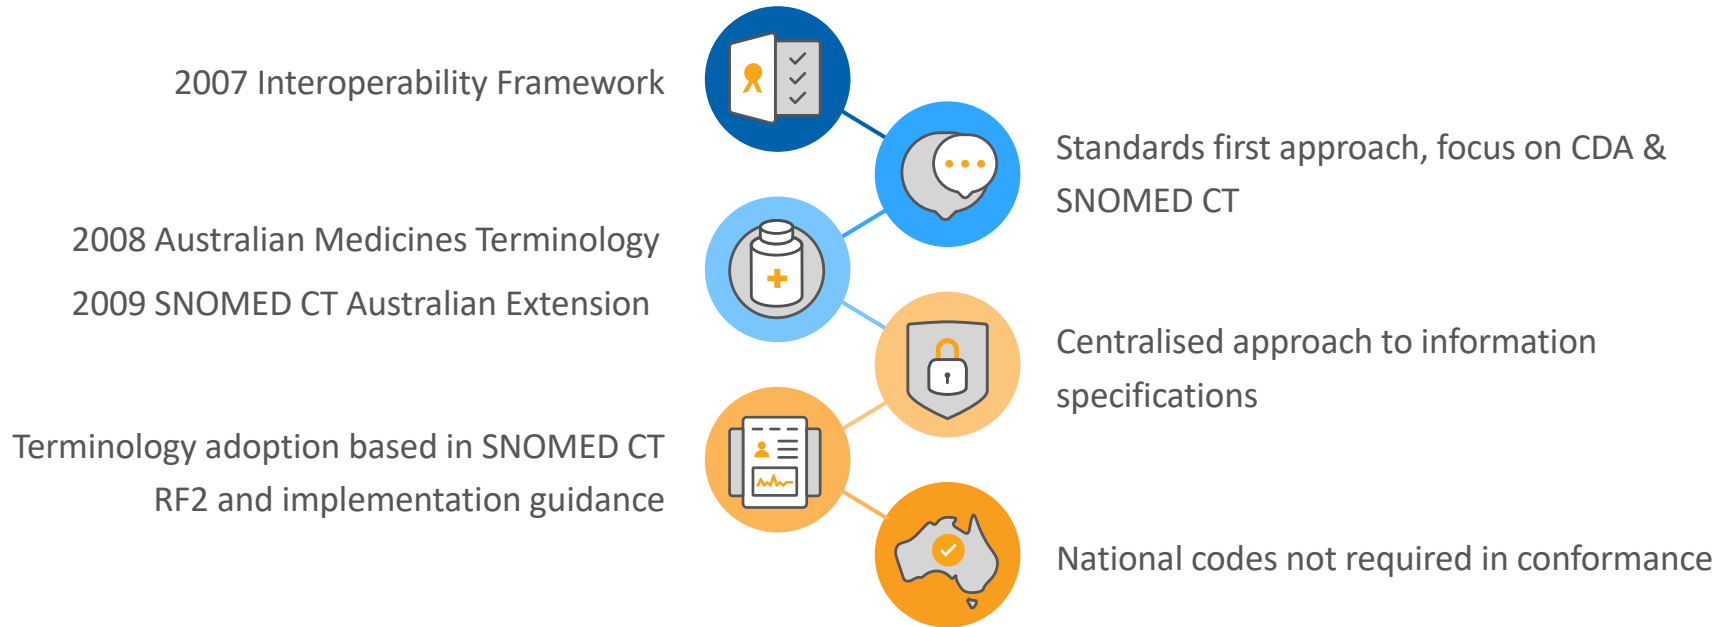 2007 Interoperability Framework
Standards first approach, focus on CDA &
SNOMED CT
2008 Australian Medicines Terminology
2009 SNOMED CT Australian Extension
Centralised approach to information
specifications
Terminology adoption based in SNOMED CT
RF2 and implementation guidance
National codes not required in conformance